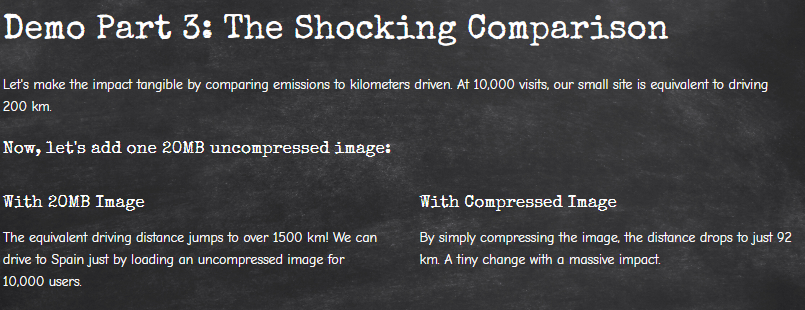 Demo Part 3: The Shocking Comparison
Let's make the impact tangible by comparing emissions to kilometers driven. At 10,000 visits, our small site is equivalent to driving
200 km.
Now, let's add one 20MB uncompressed image:
With 20MB Image
The equivalent driving distance jumps to over 1500 km! We can
drive to Spain just by loading an uncompressed image for
10,000 users.
With Compressed Image
By simply compressing the image, the distance drops to just 92
km. A tiny change with a massive impact.